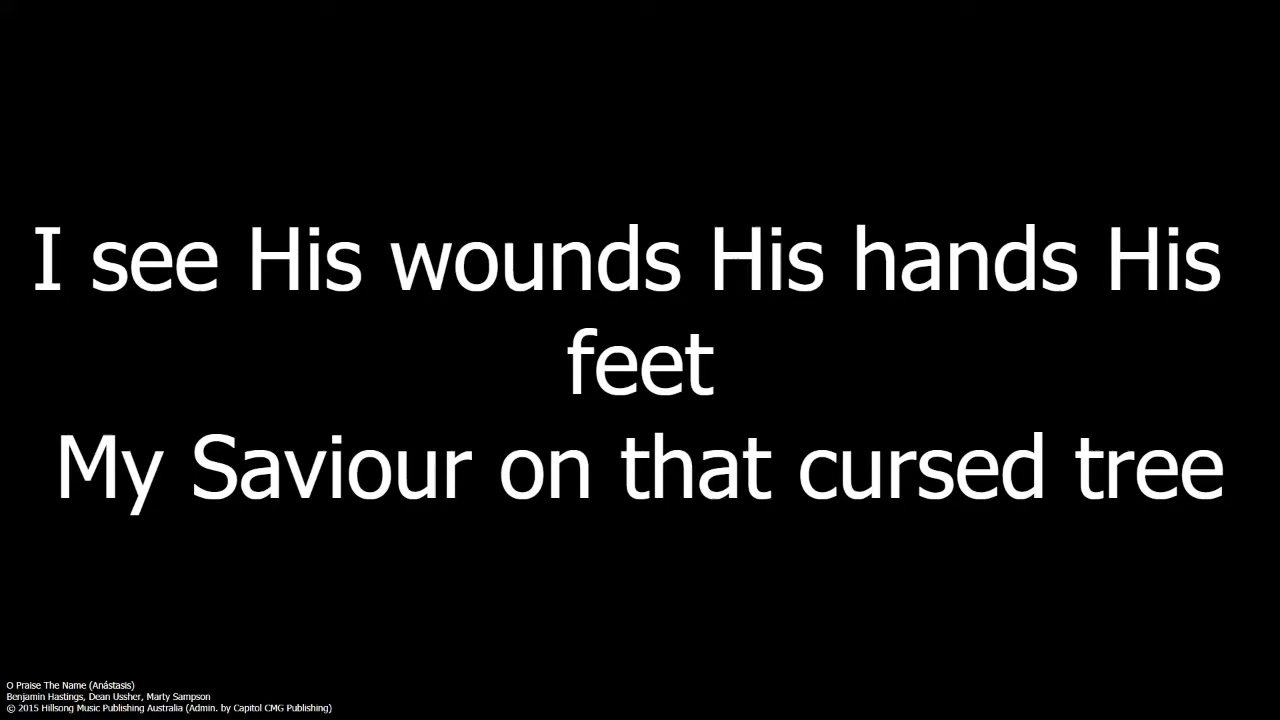 I see His wounds His hands His
feet
My Saviour on that cursed tree
O Praise The Name (Anástasis)
Benjamin Hastings, Dean Ussher, Marty Sampson
© 2015 Hillsong Music Publishing Australia (Admin. by Capitol CMG Publishing)